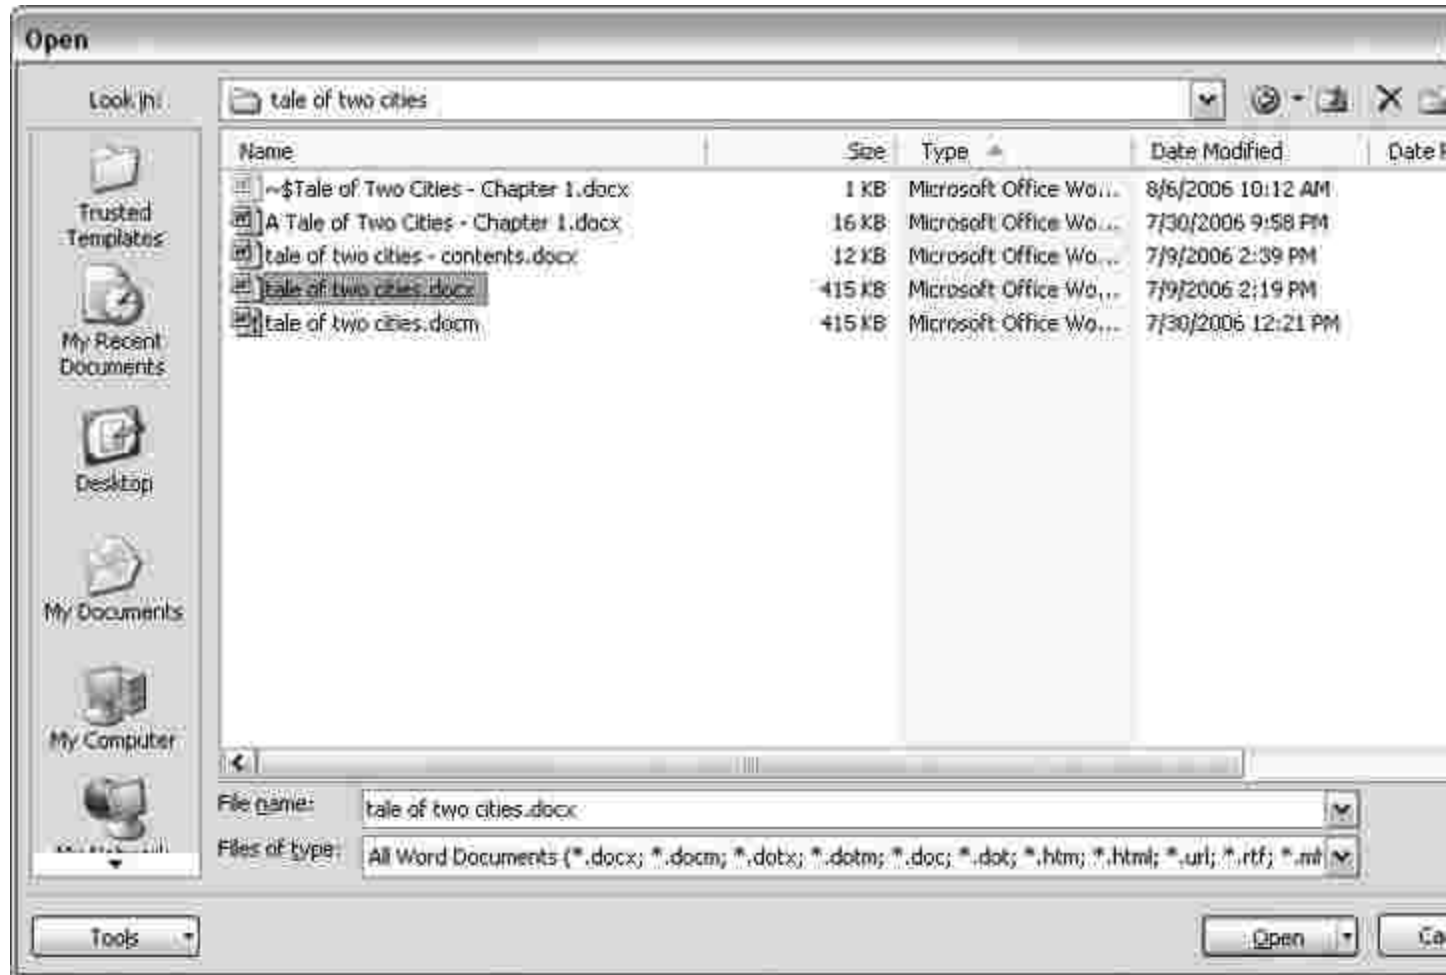 Open
Look in: tale of two cities
Name Size Type Date Modified Date
~$Tale of Two Cities - Chapter 1.docx 1 KB Microsoft Office Wo... 8/6/2006 10:12 AM
A Tale of Two Cities - Chapter 1.docx 16 KB Microsoft Office Wo... 7/30/2006 9:58 PM
tale of two cities - contents.docx 12 KB Microsoft Office Wo... 7/9/2006 2:39 PM
tale of two cities.docx 415 KB Microsoft Office Wo... 7/9/2006 2:19 PM
tale of two cities.docm 415 KB Microsoft Office Wo... 7/30/2006 12:21 PM
Trusted
Templates
My Recent
Documents
Desktop
My Documents
My Computer
File name: tale of two cities.docx
Files of type: All Word Documents (*.docx; *.docm; *.dotx; *.dotm; *.doc; *.dot; *.htm; *.html; *.url; *.rtf; *.mh
Tools Open Ca